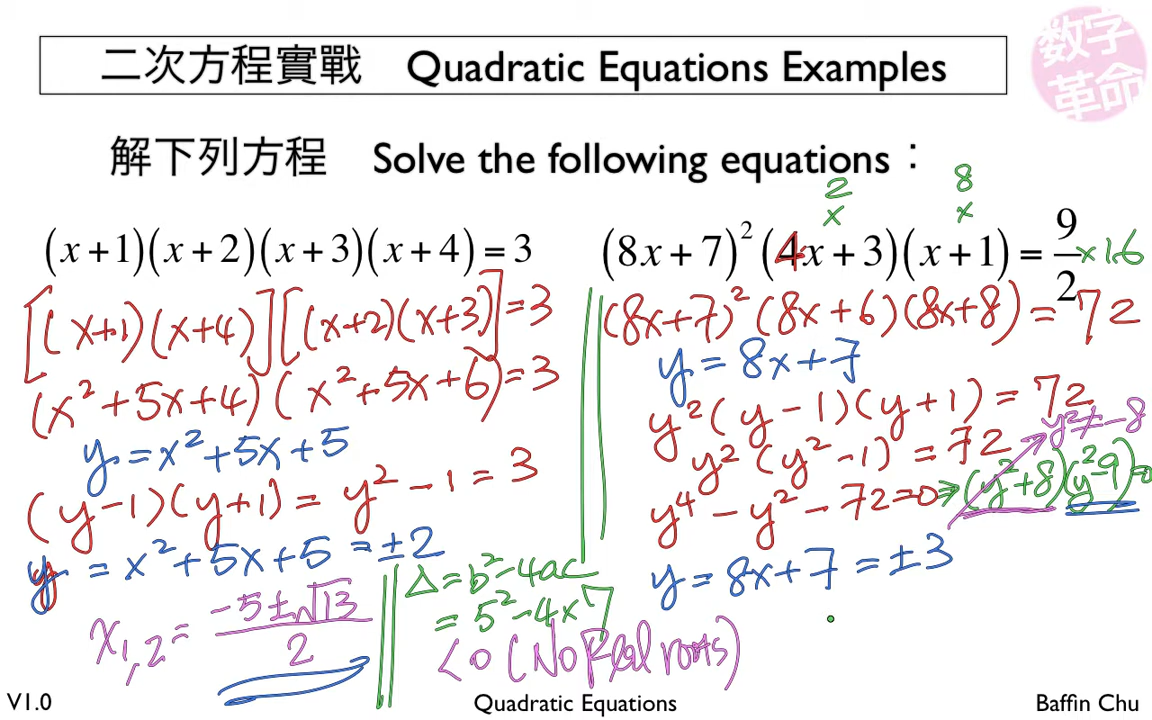 数字
革命
二次方程實戰 Quadratic Equations Examples
解下列方程 Solve the following equations：
2
x
8
x
(x+1)(x+2)(x+3)(x+4)=3
[(x+1)(x+4)][(x+2)(x+3)]=3
(x²+5x+4)(x²+5x+6)=3
y=x²+5x+5
(y-1)(y+1)=y²-1=3
y=x²+5x+5=±2
x₁,₂=(-5±√13)/2
Δ=b²-4ac
=5²-4×7
<0 (No Real roots)
(8x+7)²(4x+3)(x+1)=9/2 ×16
(8x+7)²(8x+6)(8x+8)=72
y=8x+7
y²(y-1)(y+1)=72
y²(y²-1)=72
y²≠-8
y⁴-y²-72=0⇒(y²+8)(y²-9)=0
y=8x+7=±3
V1.0 Quadratic Equations Baffin Chu